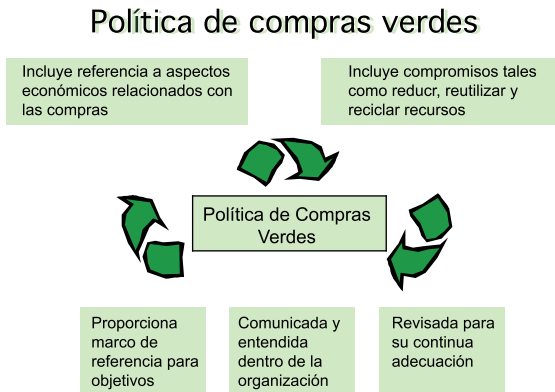 Política de compras verdes
Incluye referencia a aspectos
económicos relacionados con
las compras
Incluye compromisos tales
como reducr, reutilizar y
reciclar recursos
Política de Compras
Verdes
Proporciona
marco de
referencia para
objetivos
Comunicada y
entendida
dentro de la
organización
Revisada para
su continua
adecuación